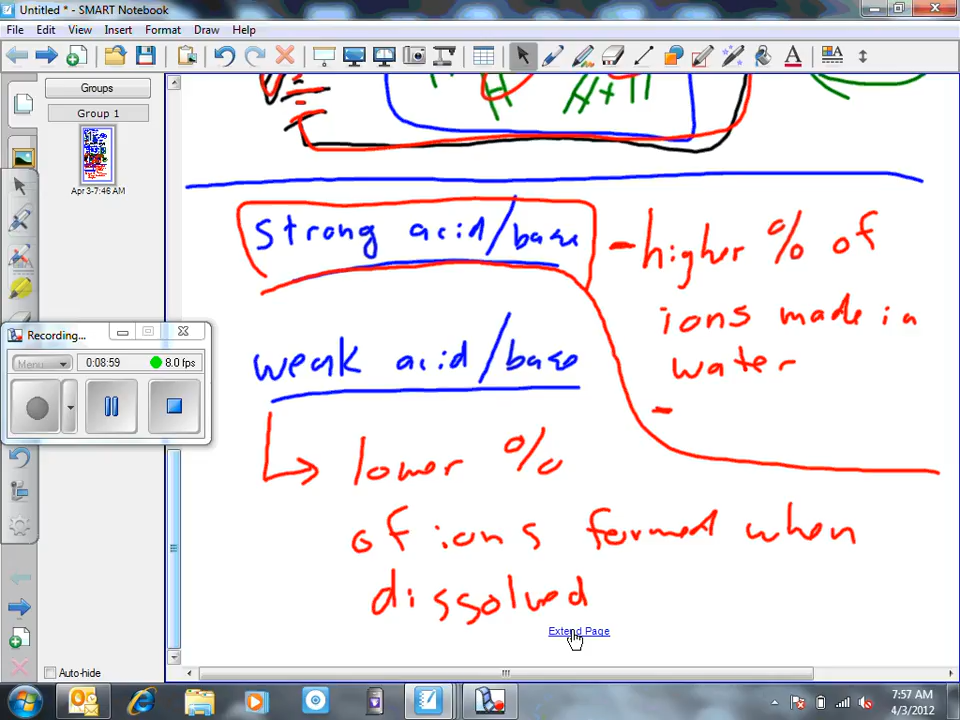 Untitled * - SMART Notebook
File Edit View Insert Format Draw Help
Groups
Group 1
Apr 3-7:46 AM
H H+H
strong acid/base
- higher % of
ions made in
water
-
weak acid/base
lower %
of ions formed when
dissolved
Extend Page
Recording...
Menu 0:08:59 8.0 fps
Auto-hide
7:57 AM
4/3/2012